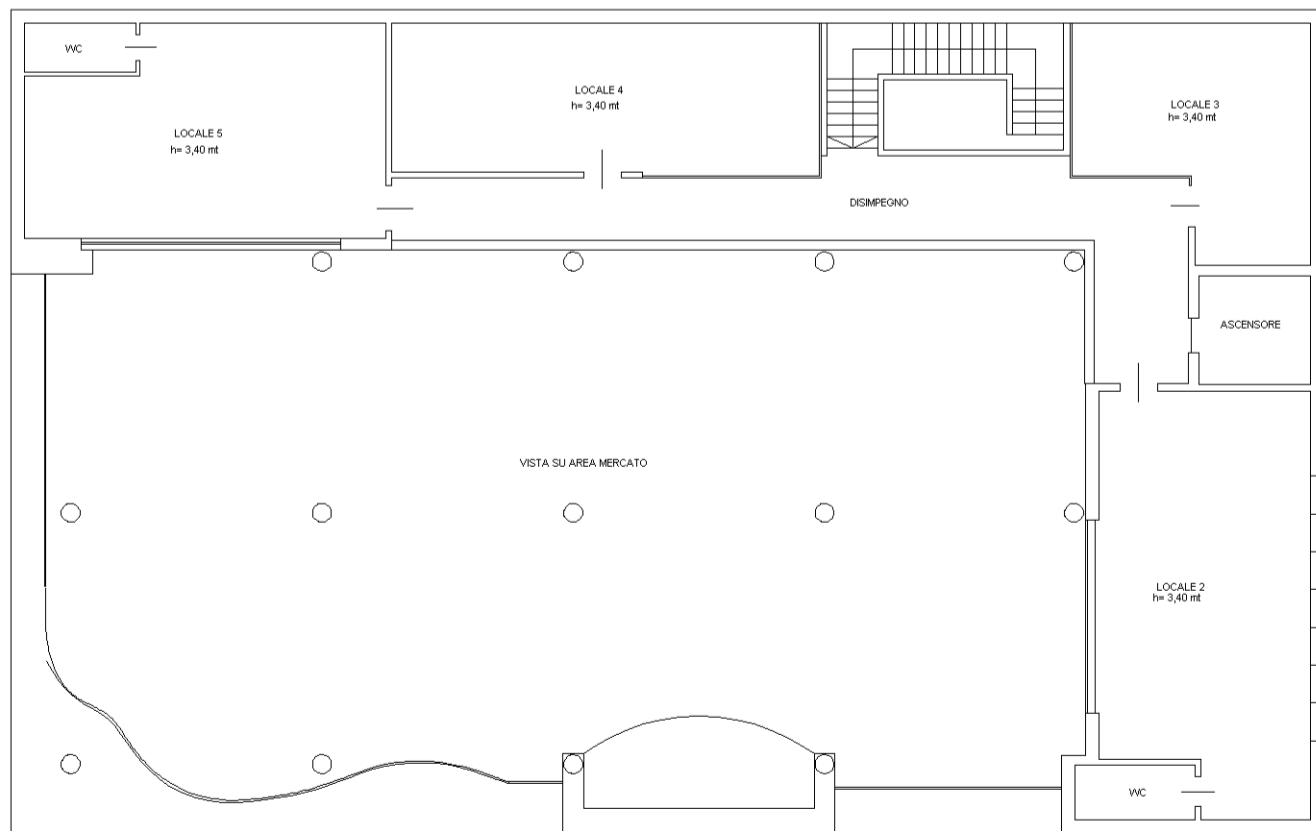 WC
LOCALE 5
h= 3,40 mt
LOCALE 4
h= 3,40 mt
LOCALE 3
h= 3,40 mt
DISIMPEGNO
ASCENSORE
VISTA SU AREA MERCATO
LOCALE 2
h= 3,40 mt
WC